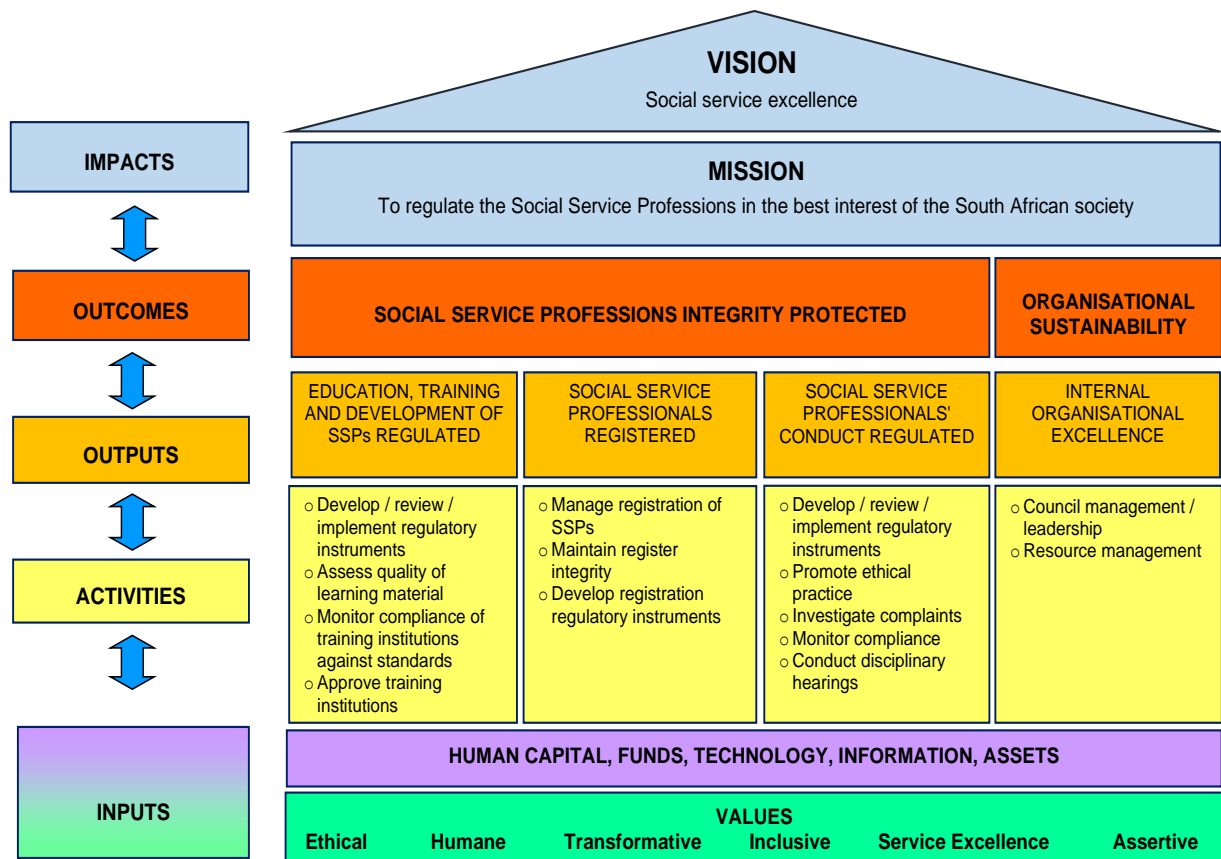 VISION
Social service excellence
IMPACTS
MISSION
To regulate the Social Service Professions in the best interest of the South African society
OUTCOMES
SOCIAL SERVICE PROFESSIONS INTEGRITY PROTECTED
ORGANISATIONAL
SUSTAINABILITY
OUTPUTS
EDUCATION, TRAINING
AND DEVELOPMENT OF
SSPs REGULATED
SOCIAL SERVICE
PROFESSIONALS
REGISTERED
SOCIAL SERVICE
PROFESSIONALS'
CONDUCT REGULATED
INTERNAL
ORGANISATIONAL
EXCELLENCE
ACTIVITIES
o Develop / review /
implement regulatory
instruments
o Assess quality of
learning material
o Monitor compliance of
training institutions
against standards
o Approve training
institutions
o Manage registration of
SSPs
o Maintain register
integrity
o Develop registration
regulatory instruments
o Develop / review /
implement regulatory
instruments
o Promote ethical
practice
o Investigate complaints
o Monitor compliance
o Conduct disciplinary
hearings
o Council management /
leadership
o Resource management
INPUTS
HUMAN CAPITAL, FUNDS, TECHNOLOGY, INFORMATION, ASSETS
VALUES
Ethical Humane Transformative Inclusive Service Excellence Assertive